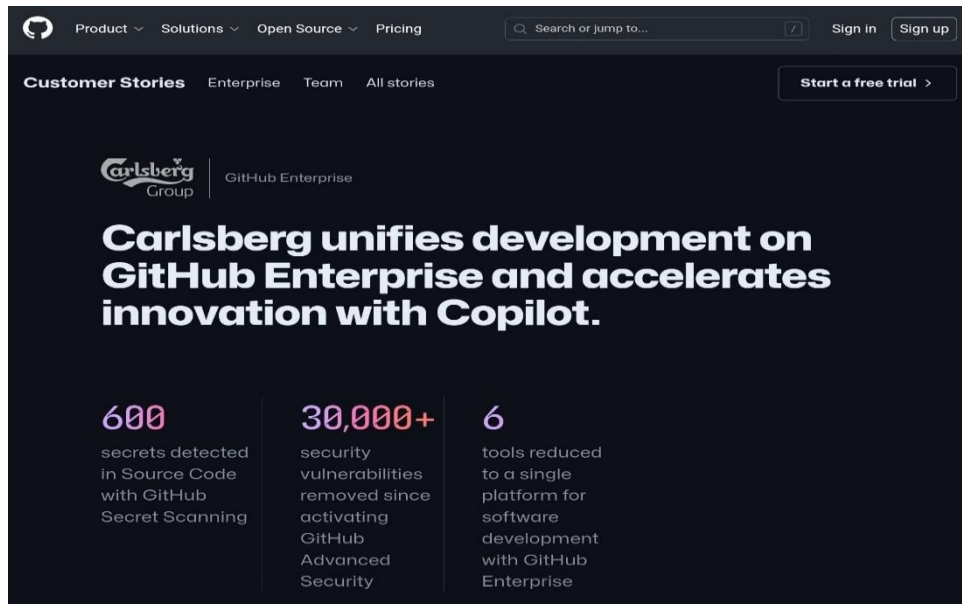 Product Solutions Open Source Pricing Search or jump to... / Sign in Sign up
Customer Stories Enterprise Team All stories Start a free trial >
Carlsberg
Group
GitHub Enterprise
Carlsberg unifies development on
GitHub Enterprise and accelerates
innovation with Copilot.
600
secrets detected
in Source Code
with GitHub
Secret Scanning
30,000+
security
vulnerabilities
removed since
activating
GitHub
Advanced
Security
6
tools reduced
to a single
platform for
software
development
with GitHub
Enterprise